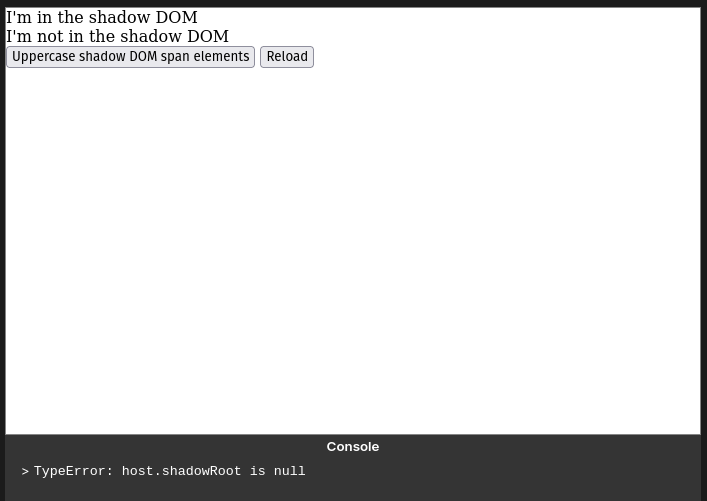 I'm in the shadow DOM
I'm not in the shadow DOM
Uppercase shadow DOM span elements Reload
Console
> TypeError: host.shadowRoot is null